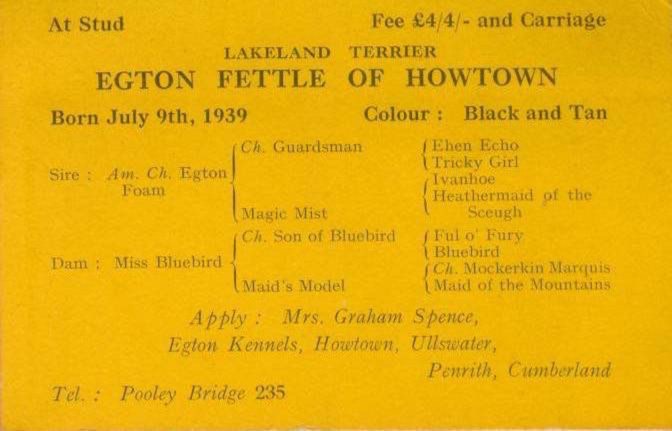 At Stud Fee £4/4/- and Carriage
LAKELAND TERRIER
EGTON FETTLE OF HOWTOWN
Born July 9th, 1939 Colour : Black and Tan
Sire : Am. Ch. Egton Foam
Ch. Guardsman
Ehen Echo
Tricky Girl
Magic Mist
Ivanhoe
Heathermaid of the
Sceugh
Dam : Miss Bluebird
Ch. Son of Bluebird
Ful o' Fury
Bluebird
Maid's Model
Ch. Mockerkin Marquis
Maid of the Mountains
Apply : Mrs. Graham Spence,
Egton Kennels, Howtown, Ullswater,
Penrith, Cumberland
Tel. : Pooley Bridge 235